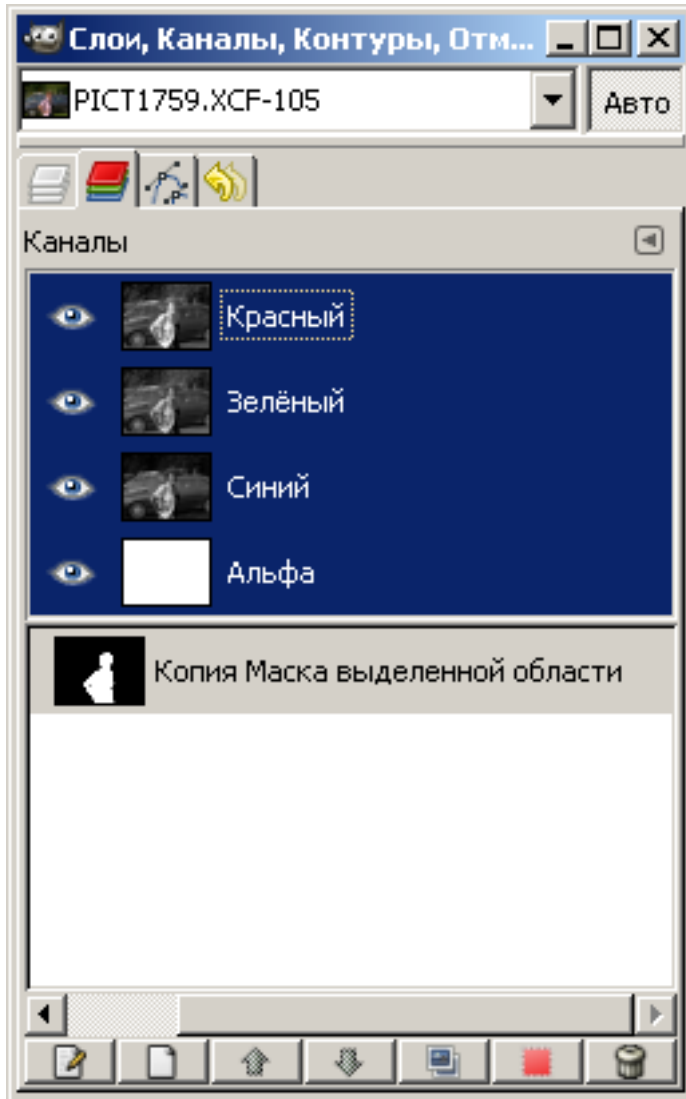 Слои, Каналы, Контуры, Отм...
PICT1759.XCF-105
Авто
Каналы
Красный
Зелёный
Синий
Альфа
Копия Маска выделенной области